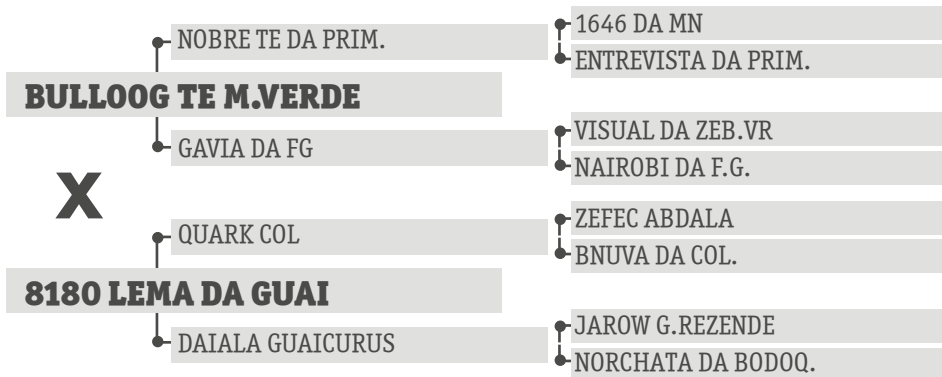 NOBRE TE DA PRIM.
1646 DA MN
ENTREVISTA DA PRIM.
BULLOOG TE M.VERDE
GAVIA DA FG
VISUAL DA ZEB.VR
NAIROBI DA F.G.
X
QUARK COL
ZEFEC ABDALA
BNUVA DA COL.
8180 LEMA DA GUAI
DAIALA GUAICURUS
JAROW G.REZENDE
NORCHATA DA BODOQ.